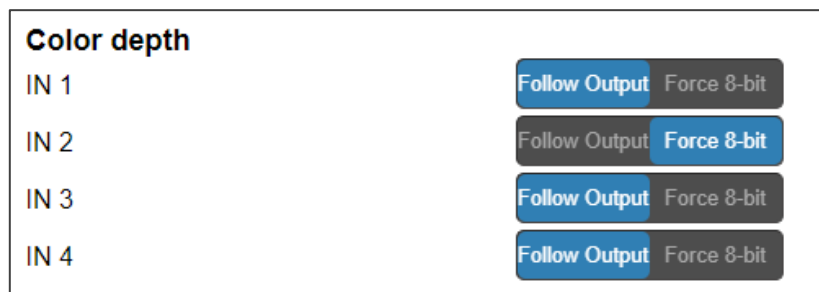 Color depth
IN 1 Follow Output Force 8-bit
IN 2 Follow Output Force 8-bit
IN 3 Follow Output Force 8-bit
IN 4 Follow Output Force 8-bit